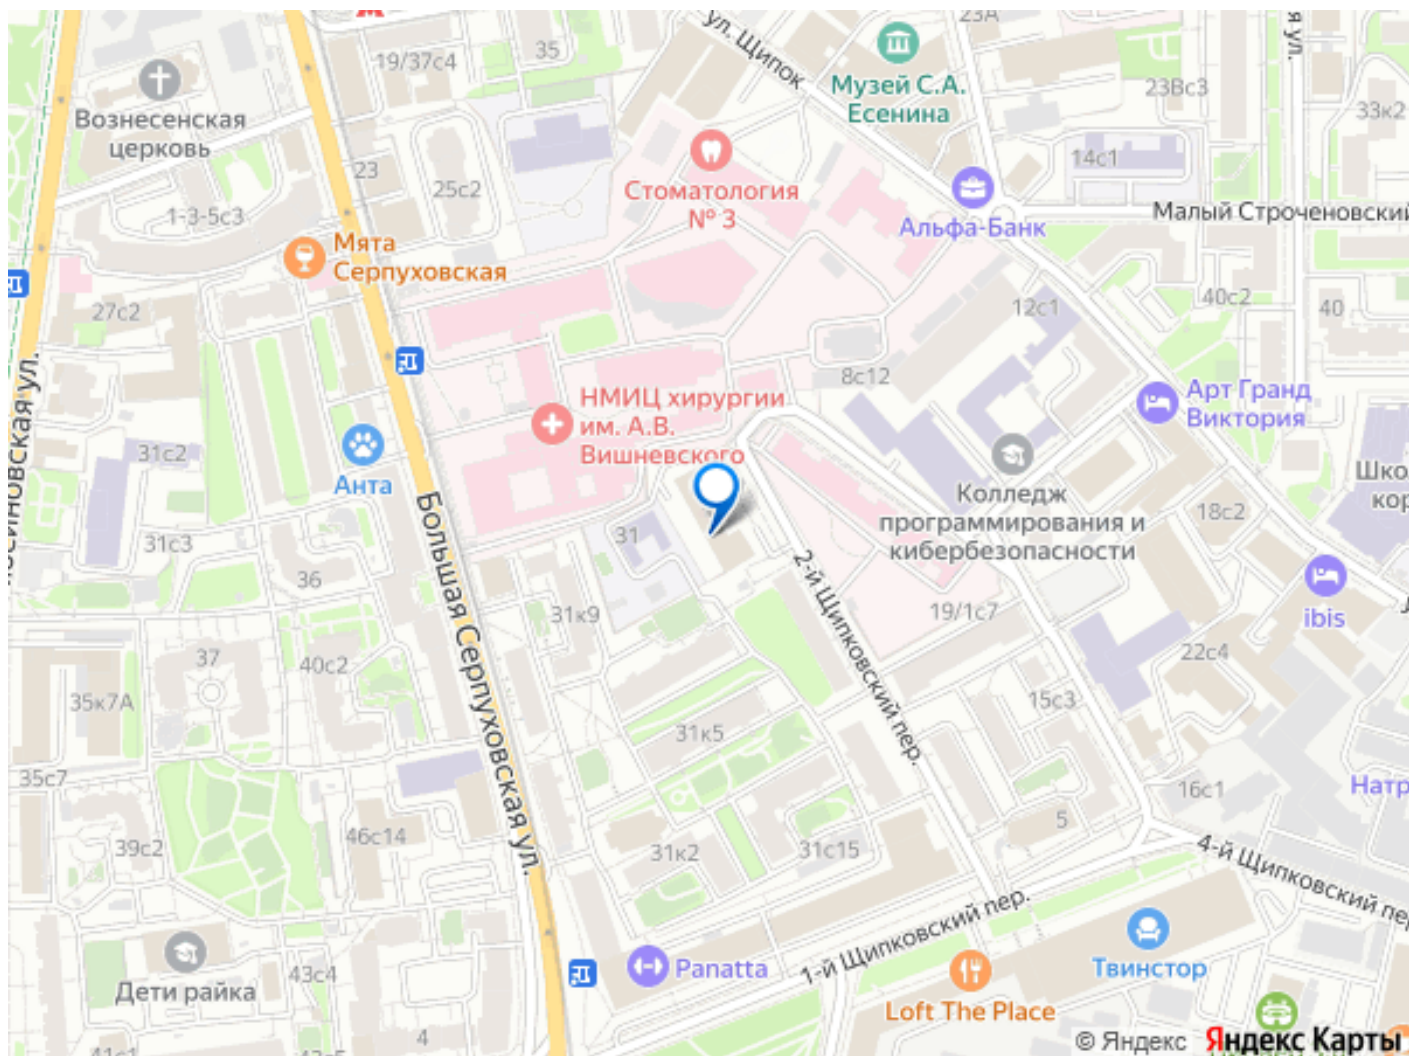 23А
35
19/37с4
ул. Щипок
Музей С.А.
Есенина
23Вс3
33к2
Вознесенская
церковь
23
25с2
14с1
Стоматология
№ 3
Альфа-Банк
Малый Строченовский
1-3-5с3
Мята
Серпуховская
27с2
12с1
40с2
40
8с12
НМИЦ хирургии
им. А.В.
Вишневского
Арт Гранд
Виктория
31с2
Анта
Колледж
программирования и
кибербезопасности
18с2
Большая Серпуховская ул.
31с3
31
36
2-й Щипковский пер.
31к9
19/1с7
ibis
37
40с2
22с4
35к7А
15с3
31к5
35с7
16с1
46с14
5
39с2
31к2
31с15
4-й Щипковский пер
1-й Щипковский пер.
Panatta
Твинстор
Дети райка
43с4
Loft The Place
4
© Яндекс Яндекс Карты